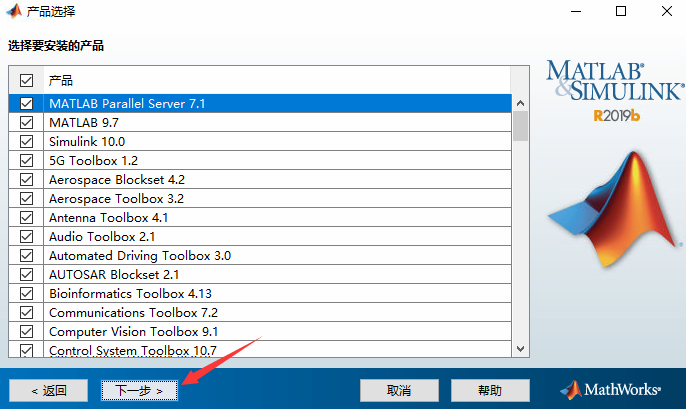 产品选择
选择要安装的产品
产品
MATLAB Parallel Server 7.1
MATLAB 9.7
Simulink 10.0
5G Toolbox 1.2
Aerospace Blockset 4.2
Aerospace Toolbox 3.2
Antenna Toolbox 4.1
Audio Toolbox 2.1
Automated Driving Toolbox 3.0
AUTOSAR Blockset 2.1
Bioinformatics Toolbox 4.13
Communications Toolbox 7.2
Computer Vision Toolbox 9.1
Control System Toolbox 10.7
MATLAB®
&SIMULINK®
R2019b
< 返回
下一步 >
取消
帮助
MathWorks®